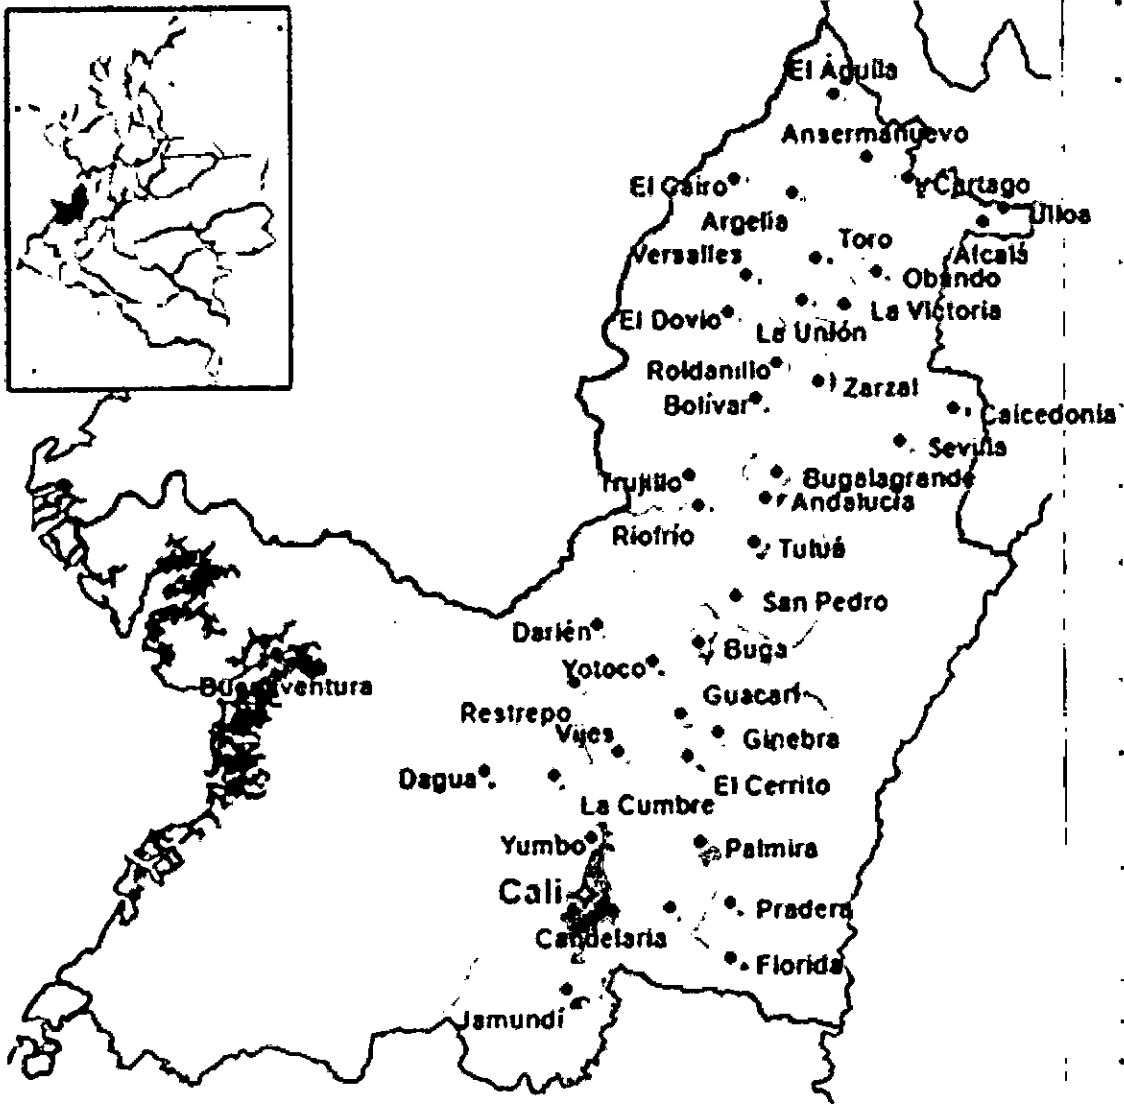 El Águila
Ansermanuevo
El Cairo
Cartago
Argelia
Ulloa
Toro
Versalles
Alcalá
Obando
El Dovio
La Victoria
La Unión
Roldanillo
Zarzal
Bolívar
Caicedonia
Sevilla
Trujillo
Bugalagrande
Andalucía
Riofrío
Tuluá
San Pedro
Darién
Buga
Yotoco
Buenaventura
Guacarí
Restrepo
Vijes
Ginebra
Dagua
El Cerrito
La Cumbre
Yumbo
Palmira
Cali
Pradera
Candelaria
Florida
Jamundí